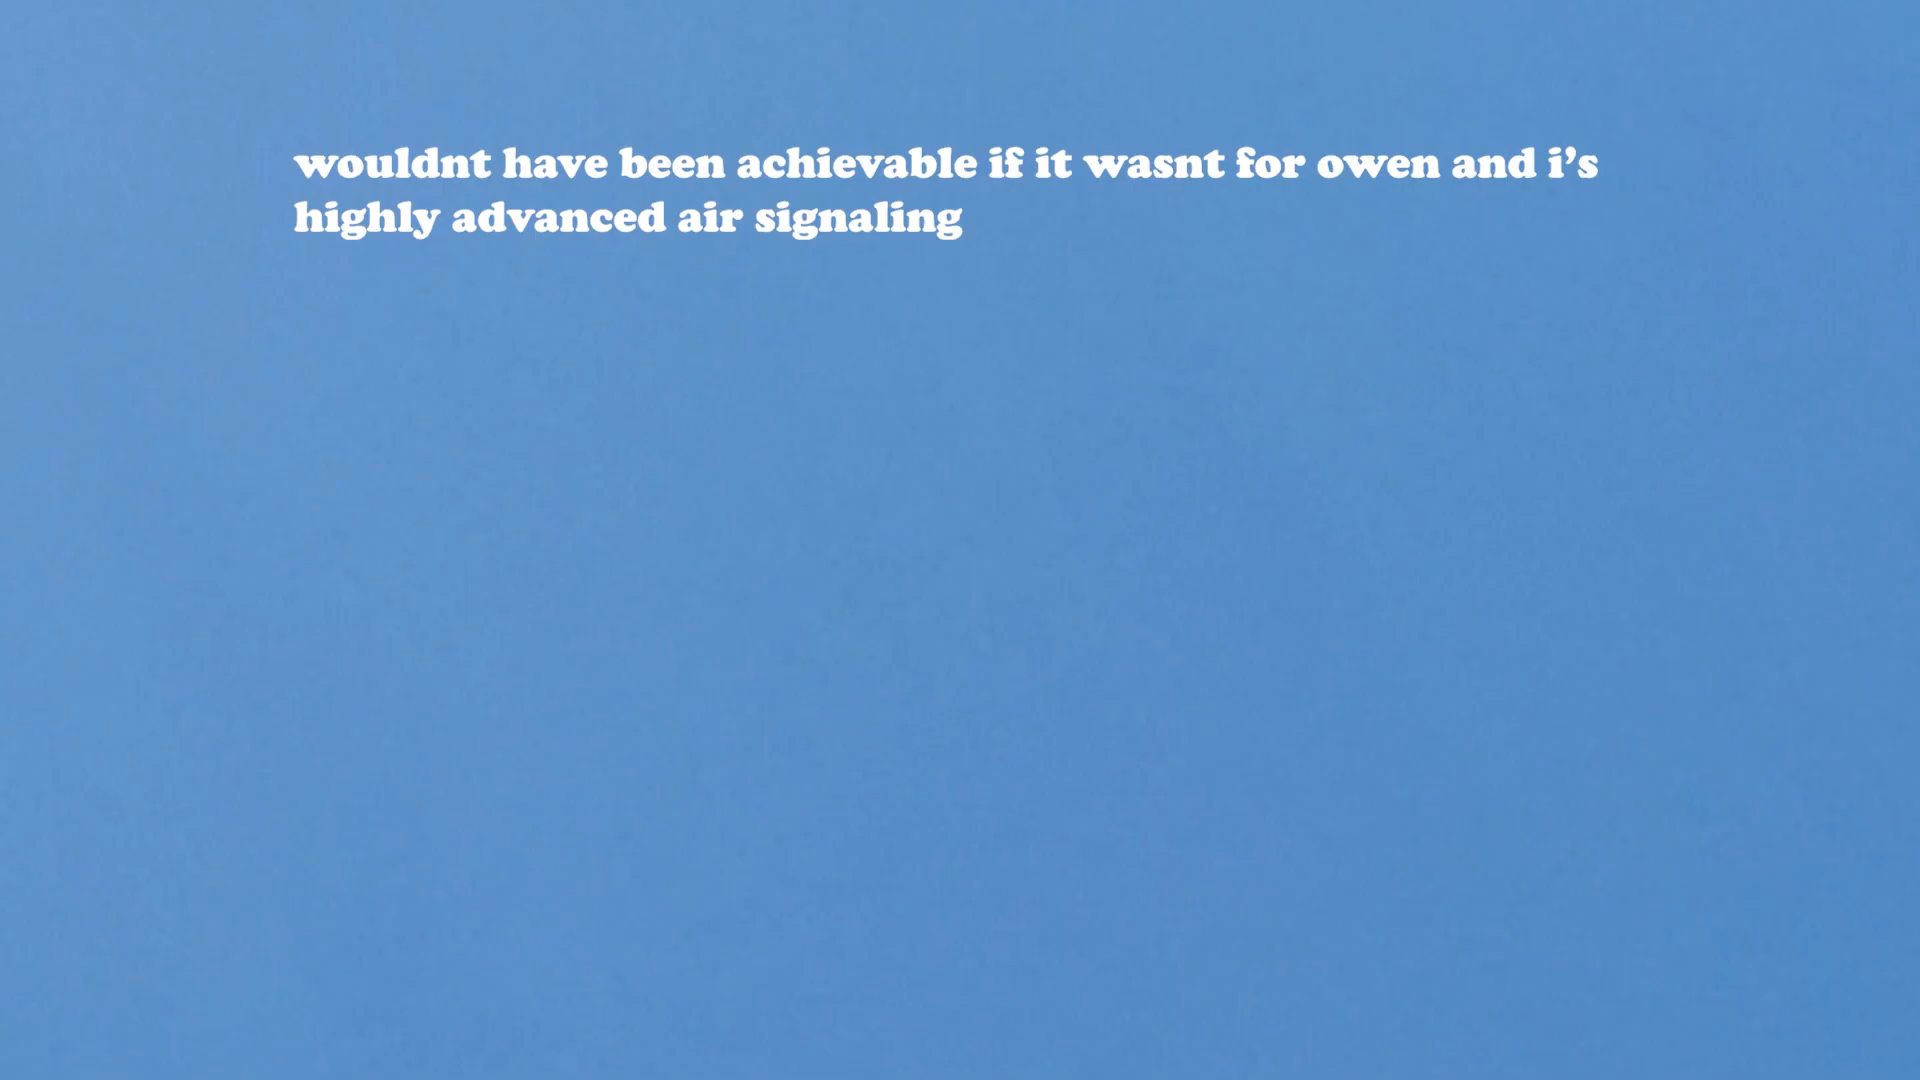 wouldnt have been achievable if it wasnt for owen and i’s
highly advanced air signaling